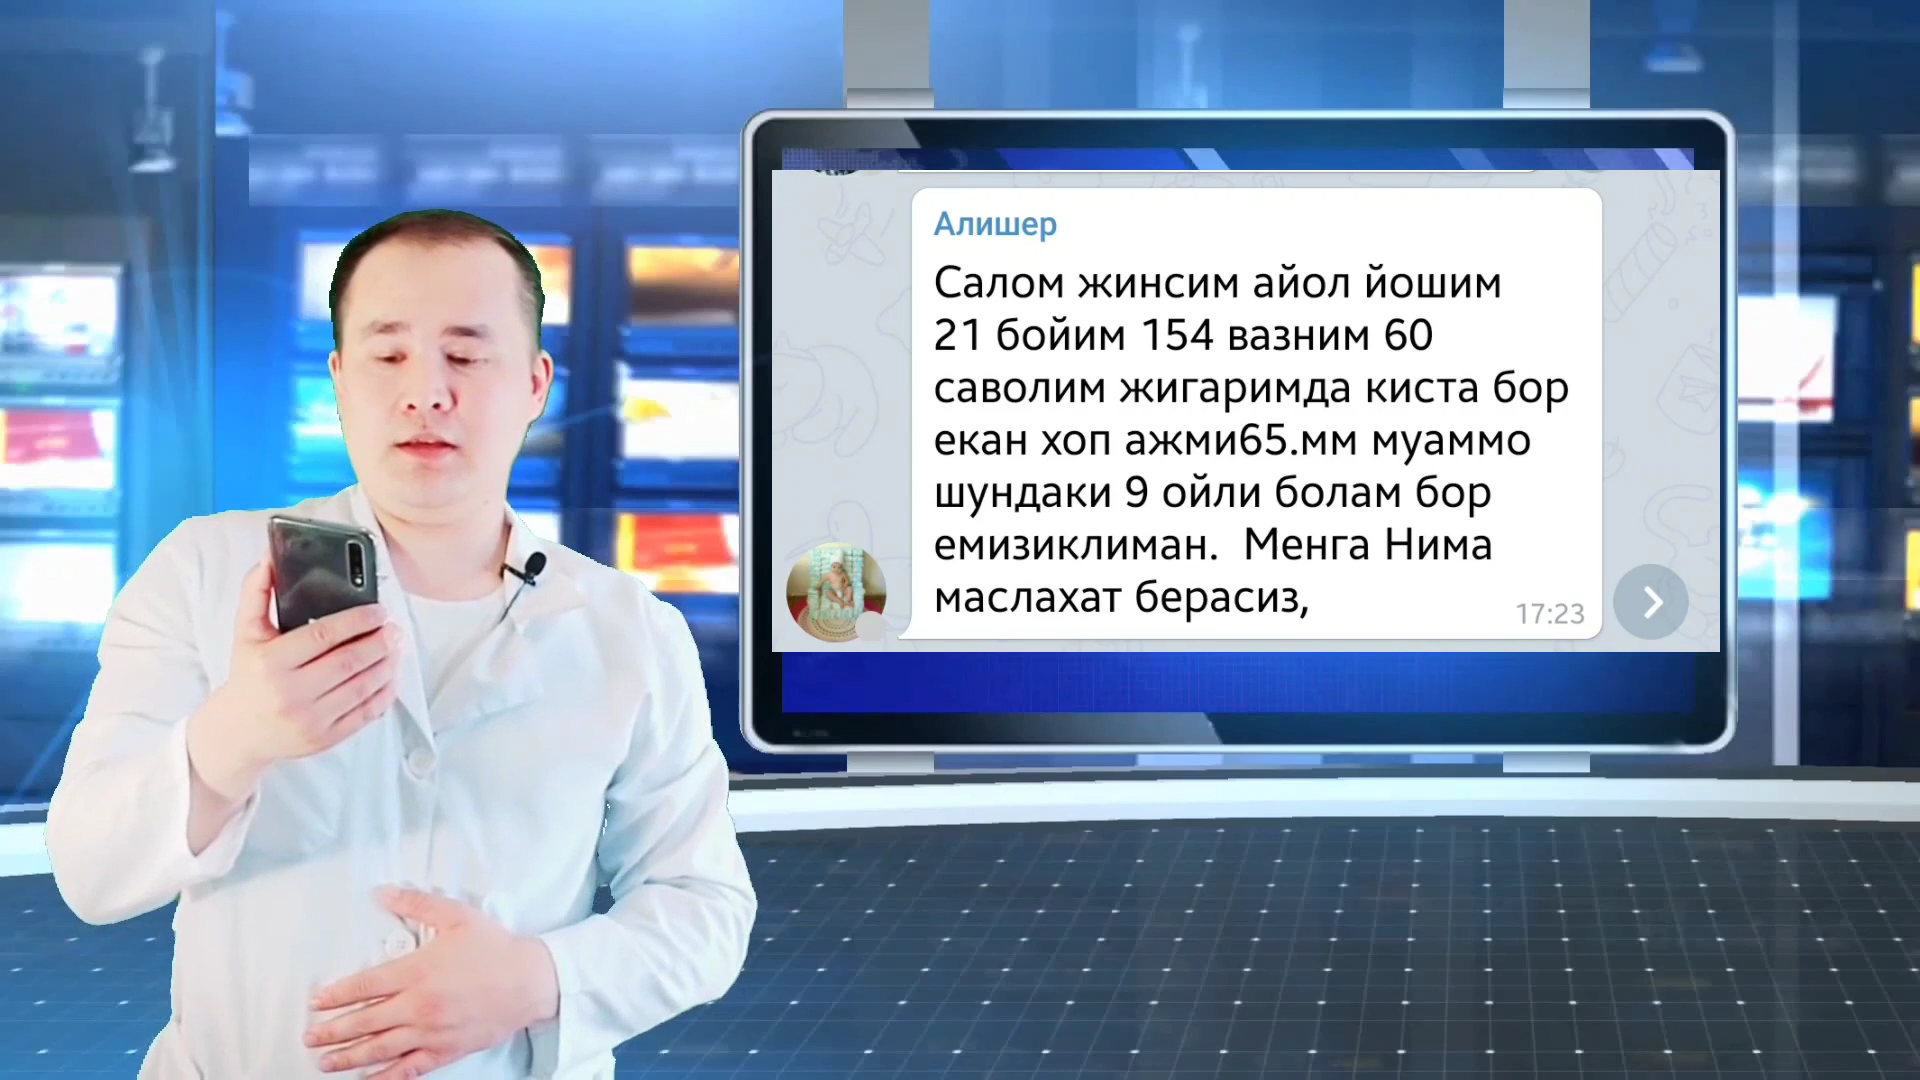 Алишер
Салом жинсим айол йошим
21 бойим 154 вазним 60
саволим жигаримда киста бор
екан хоп ажми65.мм муаммо
шундаки 9 ойли болам бор
емизиклиман.  Менга Нима
маслахат берасиз,
17:23